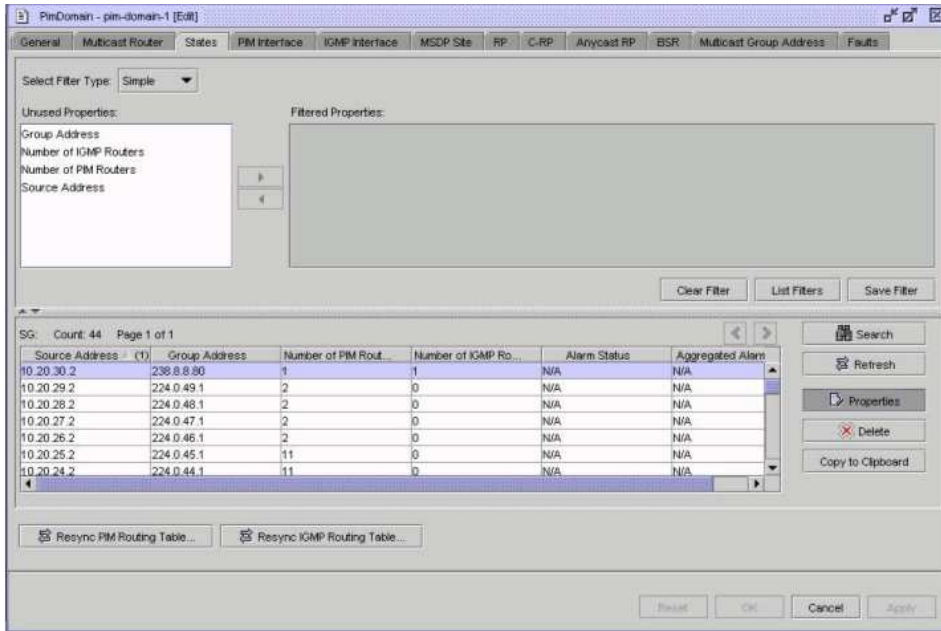 PimDomain - pim-domain-1 [Edit]
General Multicast Router States PIM Interface IGMP Interface MSDP Site RP C-RP Anycast RP BSR Multicast Group Address Faults
Select Filter Type: Simple
Unused Properties: Filtered Properties:
Group Address
Number of IGMP Routers
Number of PIM Routers
Source Address
Clear Filter List Filters Save Filter
SG: Count: 44 Page 1 of 1 Search
Source Address (1) Group Address Number of PIM Rout... Number of IGMP Ro... Alarm Status Aggregated Alarm
10.20.30.2 238.8.8.80 1 1 N/A N/A Refresh
10.20.29.2 224.0.49.1 2 0 N/A N/A
10.20.28.2 224.0.48.1 2 0 N/A N/A Properties
10.20.27.2 224.0.47.1 2 0 N/A N/A
10.20.26.2 224.0.46.1 2 0 N/A N/A Delete
10.20.25.2 224.0.45.1 11 0 N/A N/A
10.20.24.2 224.0.44.1 11 0 N/A N/A Copy to Clipboard
Resync PIM Routing Table... Resync IGMP Routing Table...
Reset OK Cancel Apply